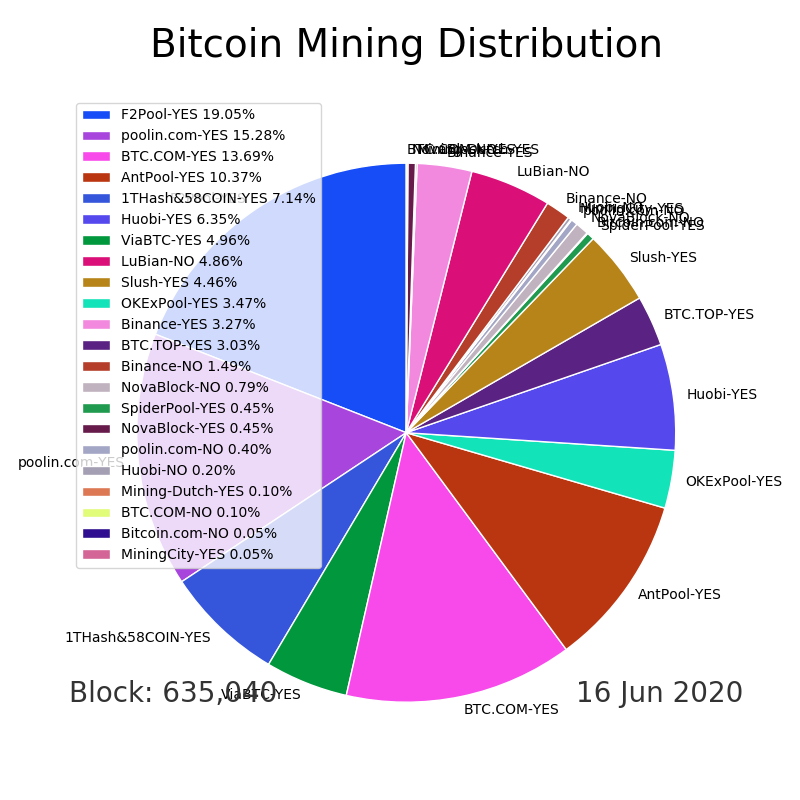 Bitcoin Mining Distribution
F2Pool-YES 19.05%
poolin.com-YES 15.28%
BTC.COM-YES 13.69%
AntPool-YES 10.37%
1THash&58COIN-YES 7.14%
Huobi-YES 6.35%
ViaBTC-YES 4.96%
LuBian-NO 4.86%
Slush-YES 4.46%
OKExPool-YES 3.47%
Binance-YES 3.27%
BTC.TOP-YES 3.03%
Binance-NO 1.49%
NovaBlock-NO 0.79%
SpiderPool-YES 0.45%
NovaBlock-YES 0.45%
poolin.com-NO 0.40%
Huobi-NO 0.20%
Mining-Dutch-YES 0.10%
BTC.COM-NO 0.10%
Bitcoin.com-NO 0.05%
MiningCity-YES 0.05%
Binance-YES
LuBian-NO
Binance-NO
NovaBlock-NO
SpiderPool-YES
Slush-YES
BTC.TOP-YES
Huobi-YES
OKExPool-YES
AntPool-YES
BTC.COM-YES
ViaBTC-YES
1THash&58COIN-YES
poolin.com-YES
Block: 635,040
16 Jun 2020